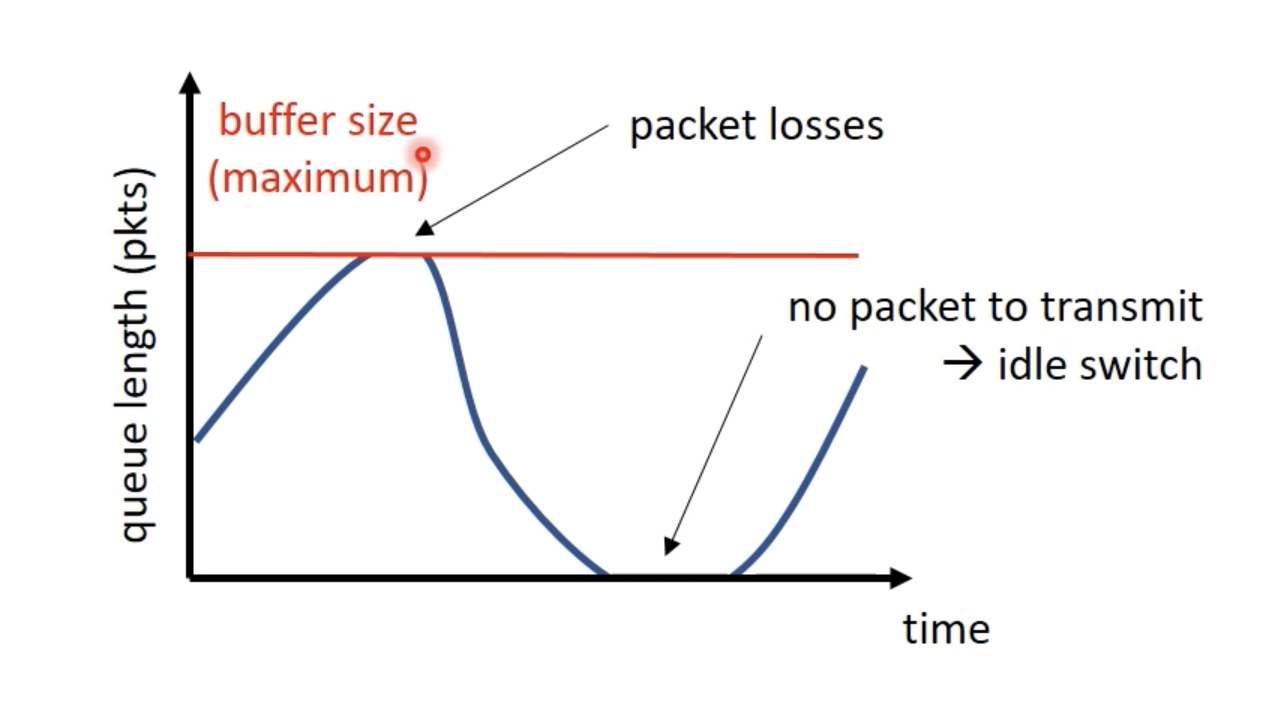 buffer size
(maximum)
packet losses
queue length (pkts)
no packet to transmit
→ idle switch
time